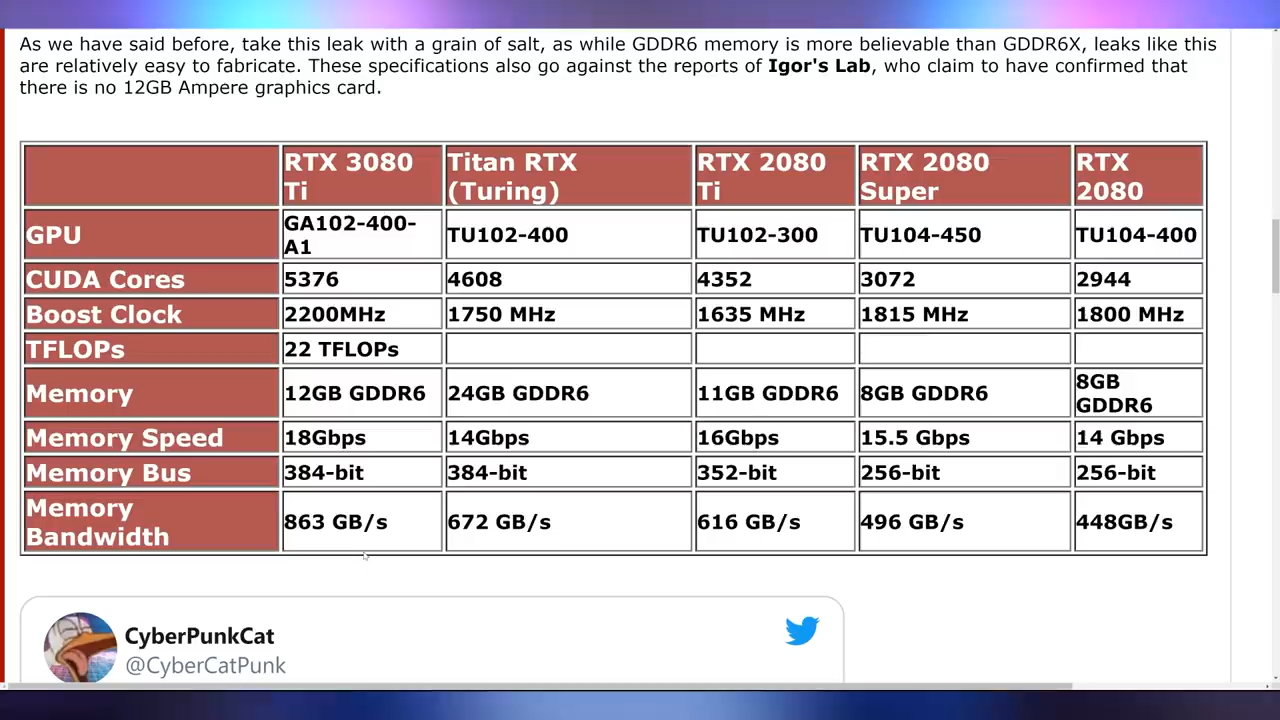 As we have said before, take this leak with a grain of salt, as while GDDR6 memory is more believable than GDDR6X, leaks like this
are relatively easy to fabricate. These specifications also go against the reports of Igor's Lab, who claim to have confirmed that
there is no 12GB Ampere graphics card.
RTX 3080 Ti Titan RTX (Turing) RTX 2080 Ti RTX 2080 Super RTX 2080
GPU GA102-400-A1 TU102-400 TU102-300 TU104-450 TU104-400
CUDA Cores 5376 4608 4352 3072 2944
Boost Clock 2200MHz 1750 MHz 1635 MHz 1815 MHz 1800 MHz
TFLOPs 22 TFLOPs
Memory 12GB GDDR6 24GB GDDR6 11GB GDDR6 8GB GDDR6 8GB GDDR6
Memory Speed 18Gbps 14Gbps 16Gbps 15.5 Gbps 14 Gbps
Memory Bus 384-bit 384-bit 352-bit 256-bit 256-bit
Memory Bandwidth 863 GB/s 672 GB/s 616 GB/s 496 GB/s 448GB/s
CyberPunkCat
@CyberCatPunk